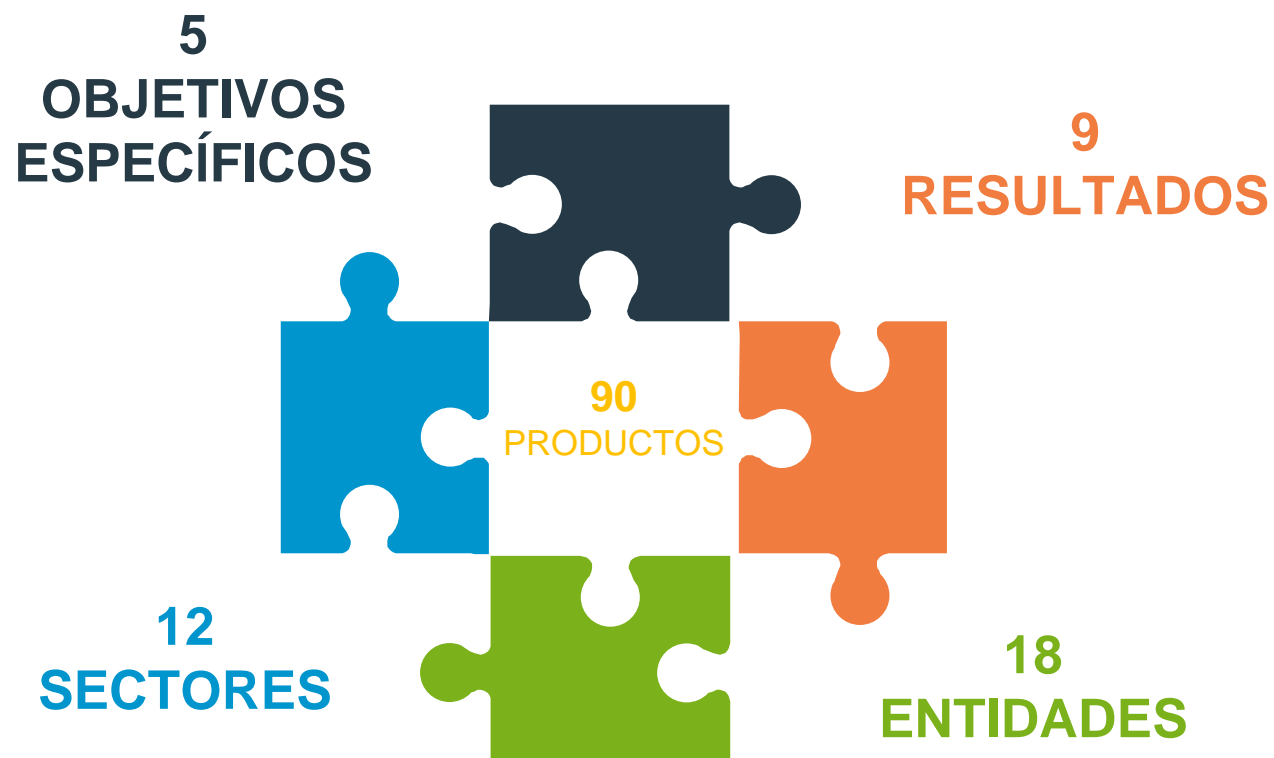 5
OBJETIVOS
ESPECÍFICOS
9
RESULTADOS
90
PRODUCTOS
12
SECTORES
18
ENTIDADES